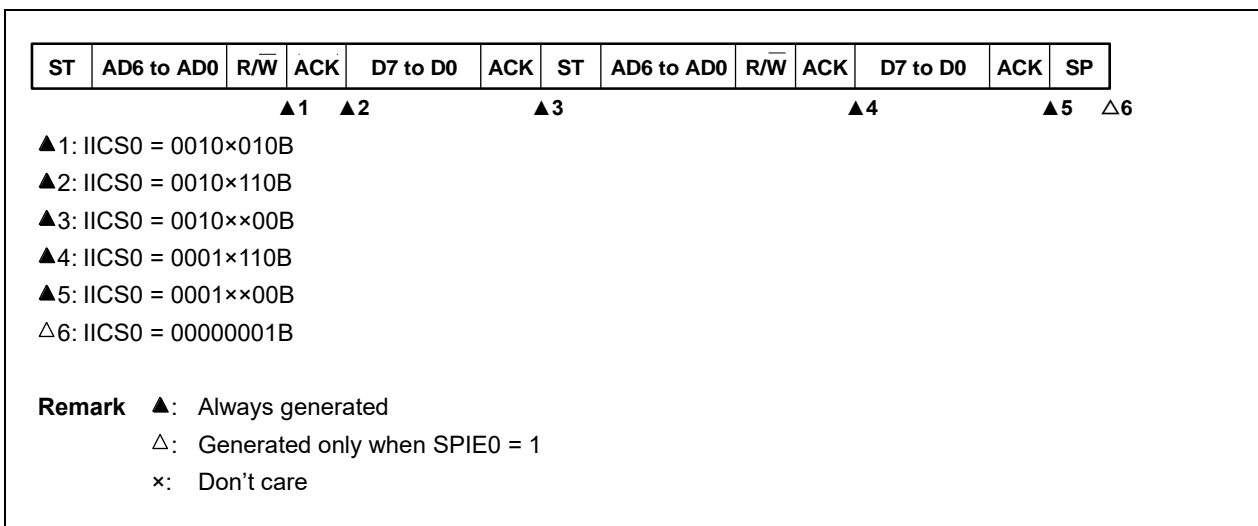 ST AD6 to AD0 R/W̅ ACK D7 to D0 ACK ST AD6 to AD0 R/W̅ ACK D7 to D0 ACK SP
▲1 ▲2 ▲3 ▲4 ▲5 △6
▲1: IICS0 = 0010×010B
▲2: IICS0 = 0010×110B
▲3: IICS0 = 0010××00B
▲4: IICS0 = 0001×110B
▲5: IICS0 = 0001××00B
△6: IICS0 = 00000001B
Remark ▲: Always generated
△: Generated only when SPIE0 = 1
×: Don’t care